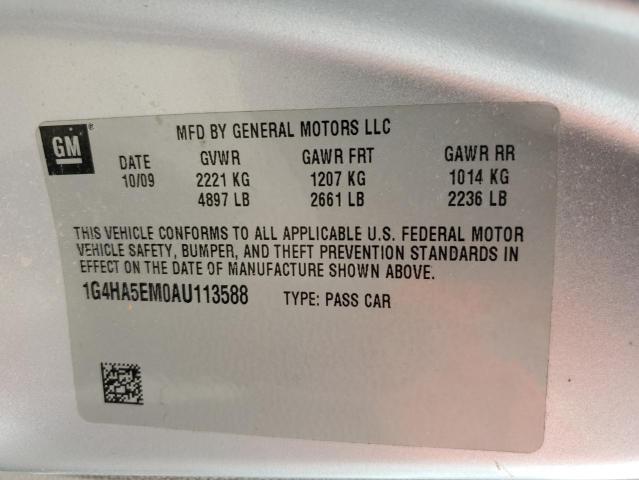 GM ®
MFD BY GENERAL MOTORS LLC
DATE GVWR GAWR FRT GAWR RR
10/09 2221 KG 1207 KG 1014 KG
4897 LB 2661 LB 2236 LB
THIS VEHICLE CONFORMS TO ALL APPLICABLE U.S. FEDERAL MOTOR
VEHICLE SAFETY, BUMPER, AND THEFT PREVENTION STANDARDS IN
EFFECT ON THE DATE OF MANUFACTURE SHOWN ABOVE.
1G4HA5EM0AU113588 TYPE: PASS CAR